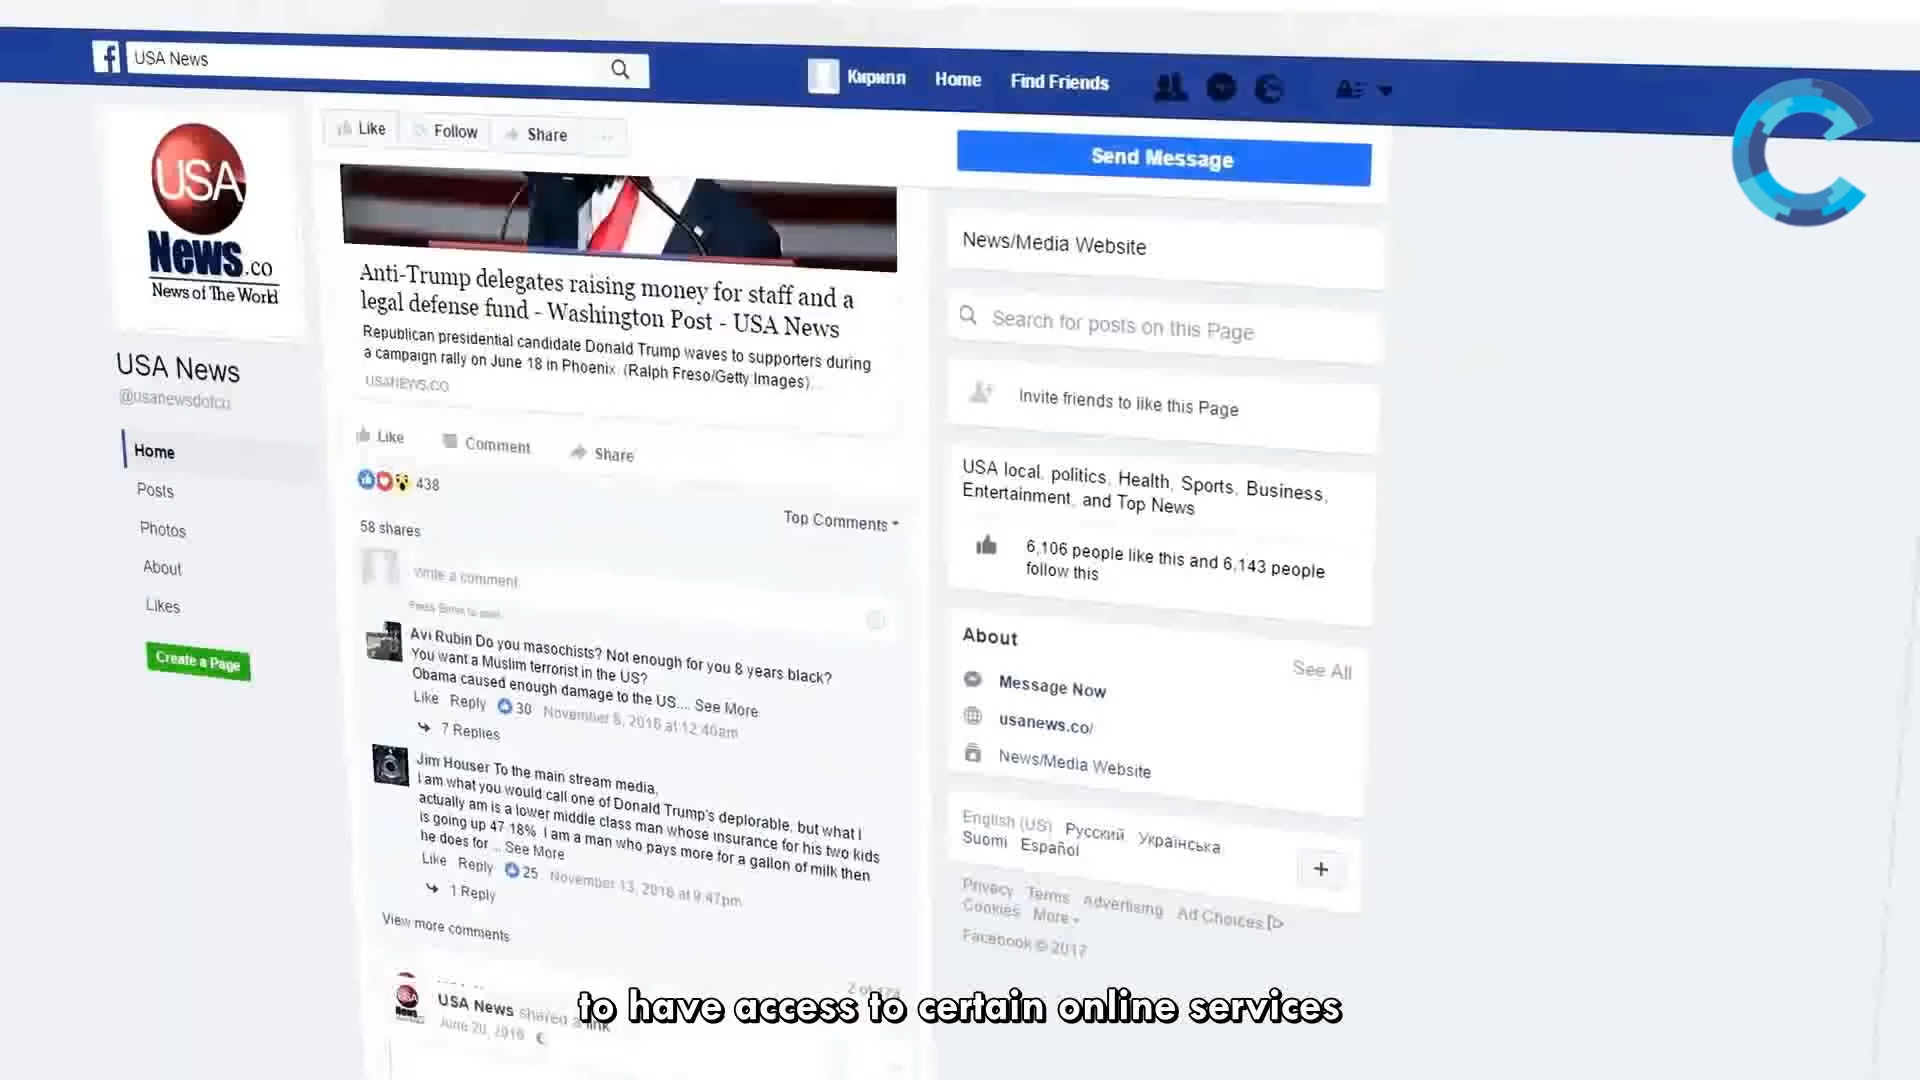 USA News
Кирилл
Home
Find Friends
USA
News.co
News of The World
USA News
@usanewsdotco
Home
Posts
Photos
About
Likes
Create a Page
Like
Follow
Share
Anti-Trump delegates raising money for staff and a
legal defense fund - Washington Post - USA News
Republican presidential candidate Donald Trump waves to supporters during
a campaign rally on June 18 in Phoenix. (Ralph Freso/Getty Images)...
USANEWS.CO
Like
Comment
Share
438
Top Comments
58 shares
Write a comment
Press Enter to post.
Avi Rubin Do you masochists? Not enough for you 8 years black?
You want a Muslim terrorist in the US?
Obama caused enough damage to the US.... See More
Like Reply 30 November 8, 2016 at 12:40am
7 Replies
Jim Houser To the main stream media,
I am what you would call one of Donald Trump's deplorable, but what I
actually am is a lower middle class man whose insurance for his two kids
is going up 47.18%. I am a man who pays more for a gallon of milk then
he does for ... See More
Like Reply 25 November 13, 2016 at 9:47pm
1 Reply
View more comments
2 of 173
USA News shared a link
June 20, 2016
Send Message
News/Media Website
Search for posts on this Page
Invite friends to like this Page
USA local, politics, Health, Sports, Business,
Entertainment, and Top News
6,106 people like this and 6,143 people
follow this
About
See All
Message Now
usanews.co/
News/Media Website
English (US) Русский Українська
Suomi Español
Privacy Terms Advertising Ad Choices
Cookies More
Facebook © 2017
to have access to certain online services